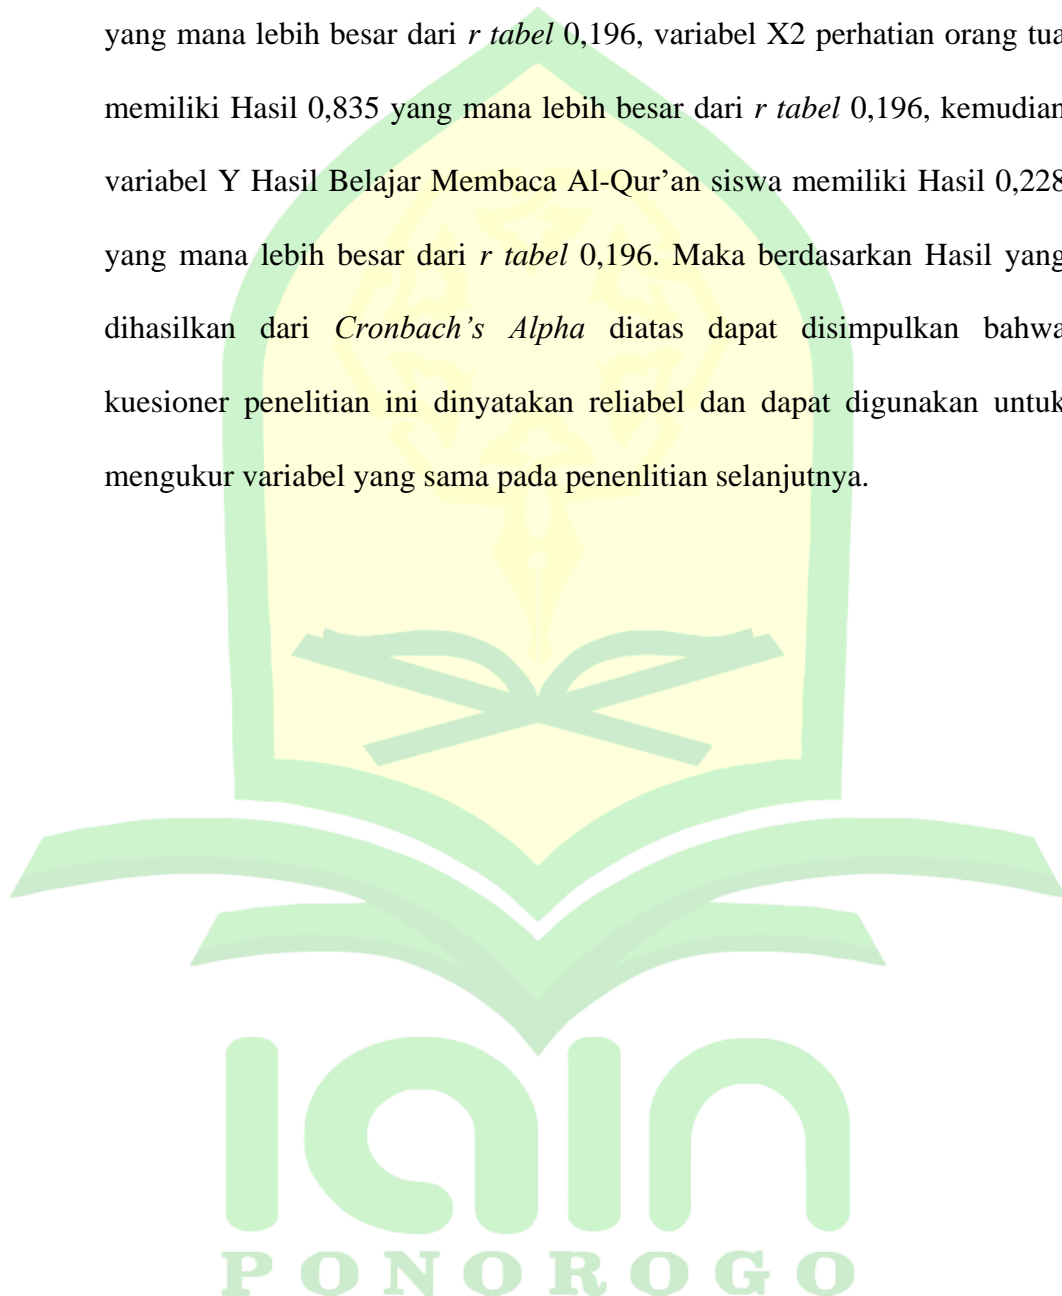 yang mana lebih besar dari r tabel 0,196, variabel X2 perhatian orang tua
memiliki Hasil 0,835 yang mana lebih besar dari r tabel 0,196, kemudian
variabel Y Hasil Belajar Membaca Al-Qur’an siswa memiliki Hasil 0,228
yang mana lebih besar dari r tabel 0,196. Maka berdasarkan Hasil yang
dihasilkan dari Cronbach’s Alpha diatas dapat disimpulkan bahwa
kuesioner penelitian ini dinyatakan reliabel dan dapat digunakan untuk
mengukur variabel yang sama pada penenlitian selanjutnya.
IAIN
PONOROGO